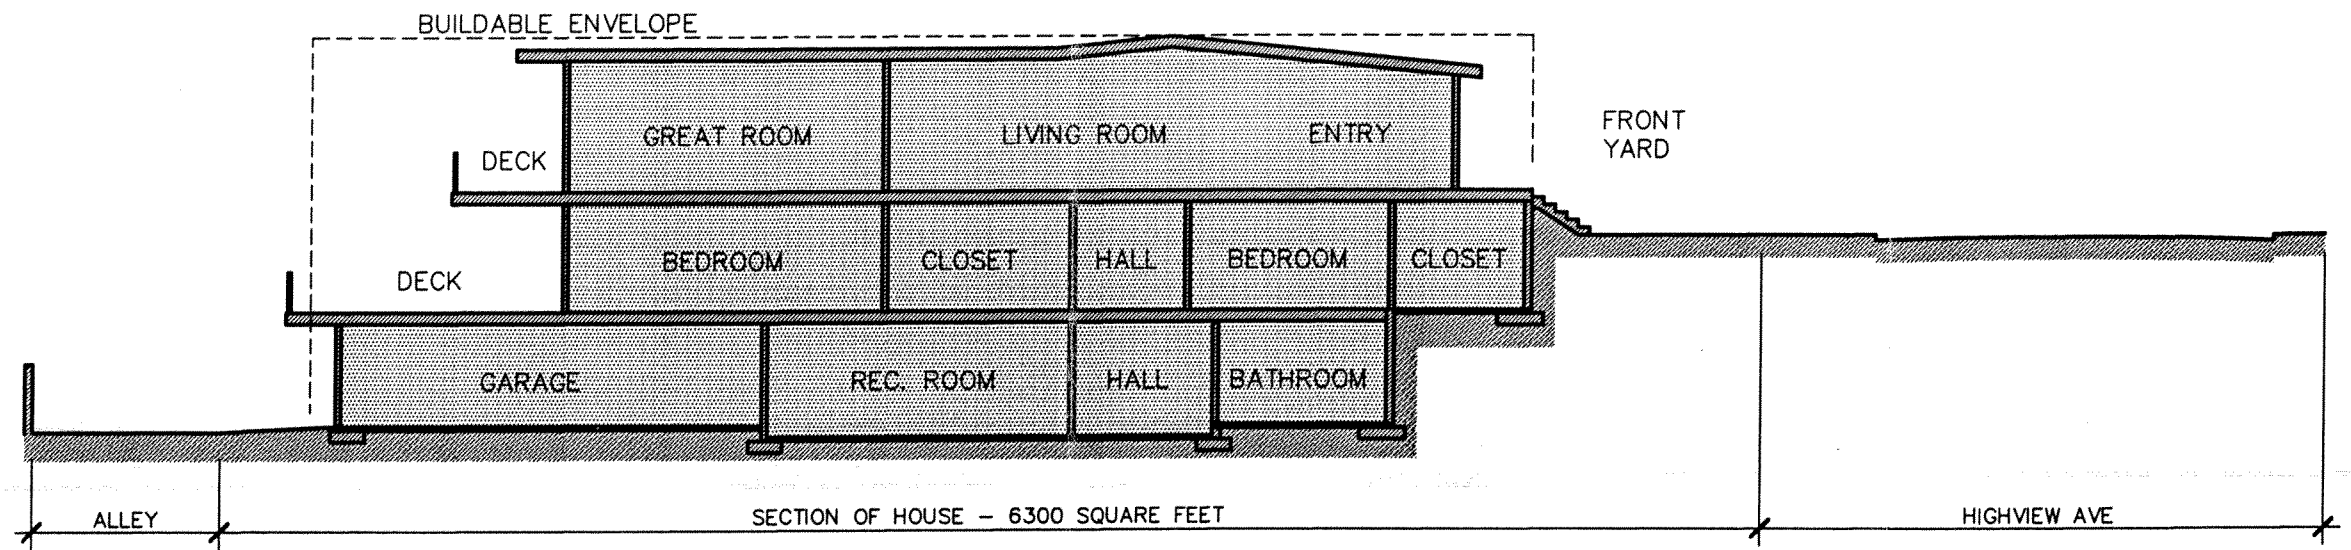 BUILDABLE ENVELOPE
FRONT
YARD
GREAT ROOM
LIVING ROOM
ENTRY
DECK
BEDROOM
CLOSET
HALL
BEDROOM
CLOSET
DECK
GARAGE
REC. ROOM
HALL
BATHROOM
ALLEY
SECTION OF HOUSE – 6300 SQUARE FEET
HIGHVIEW AVE